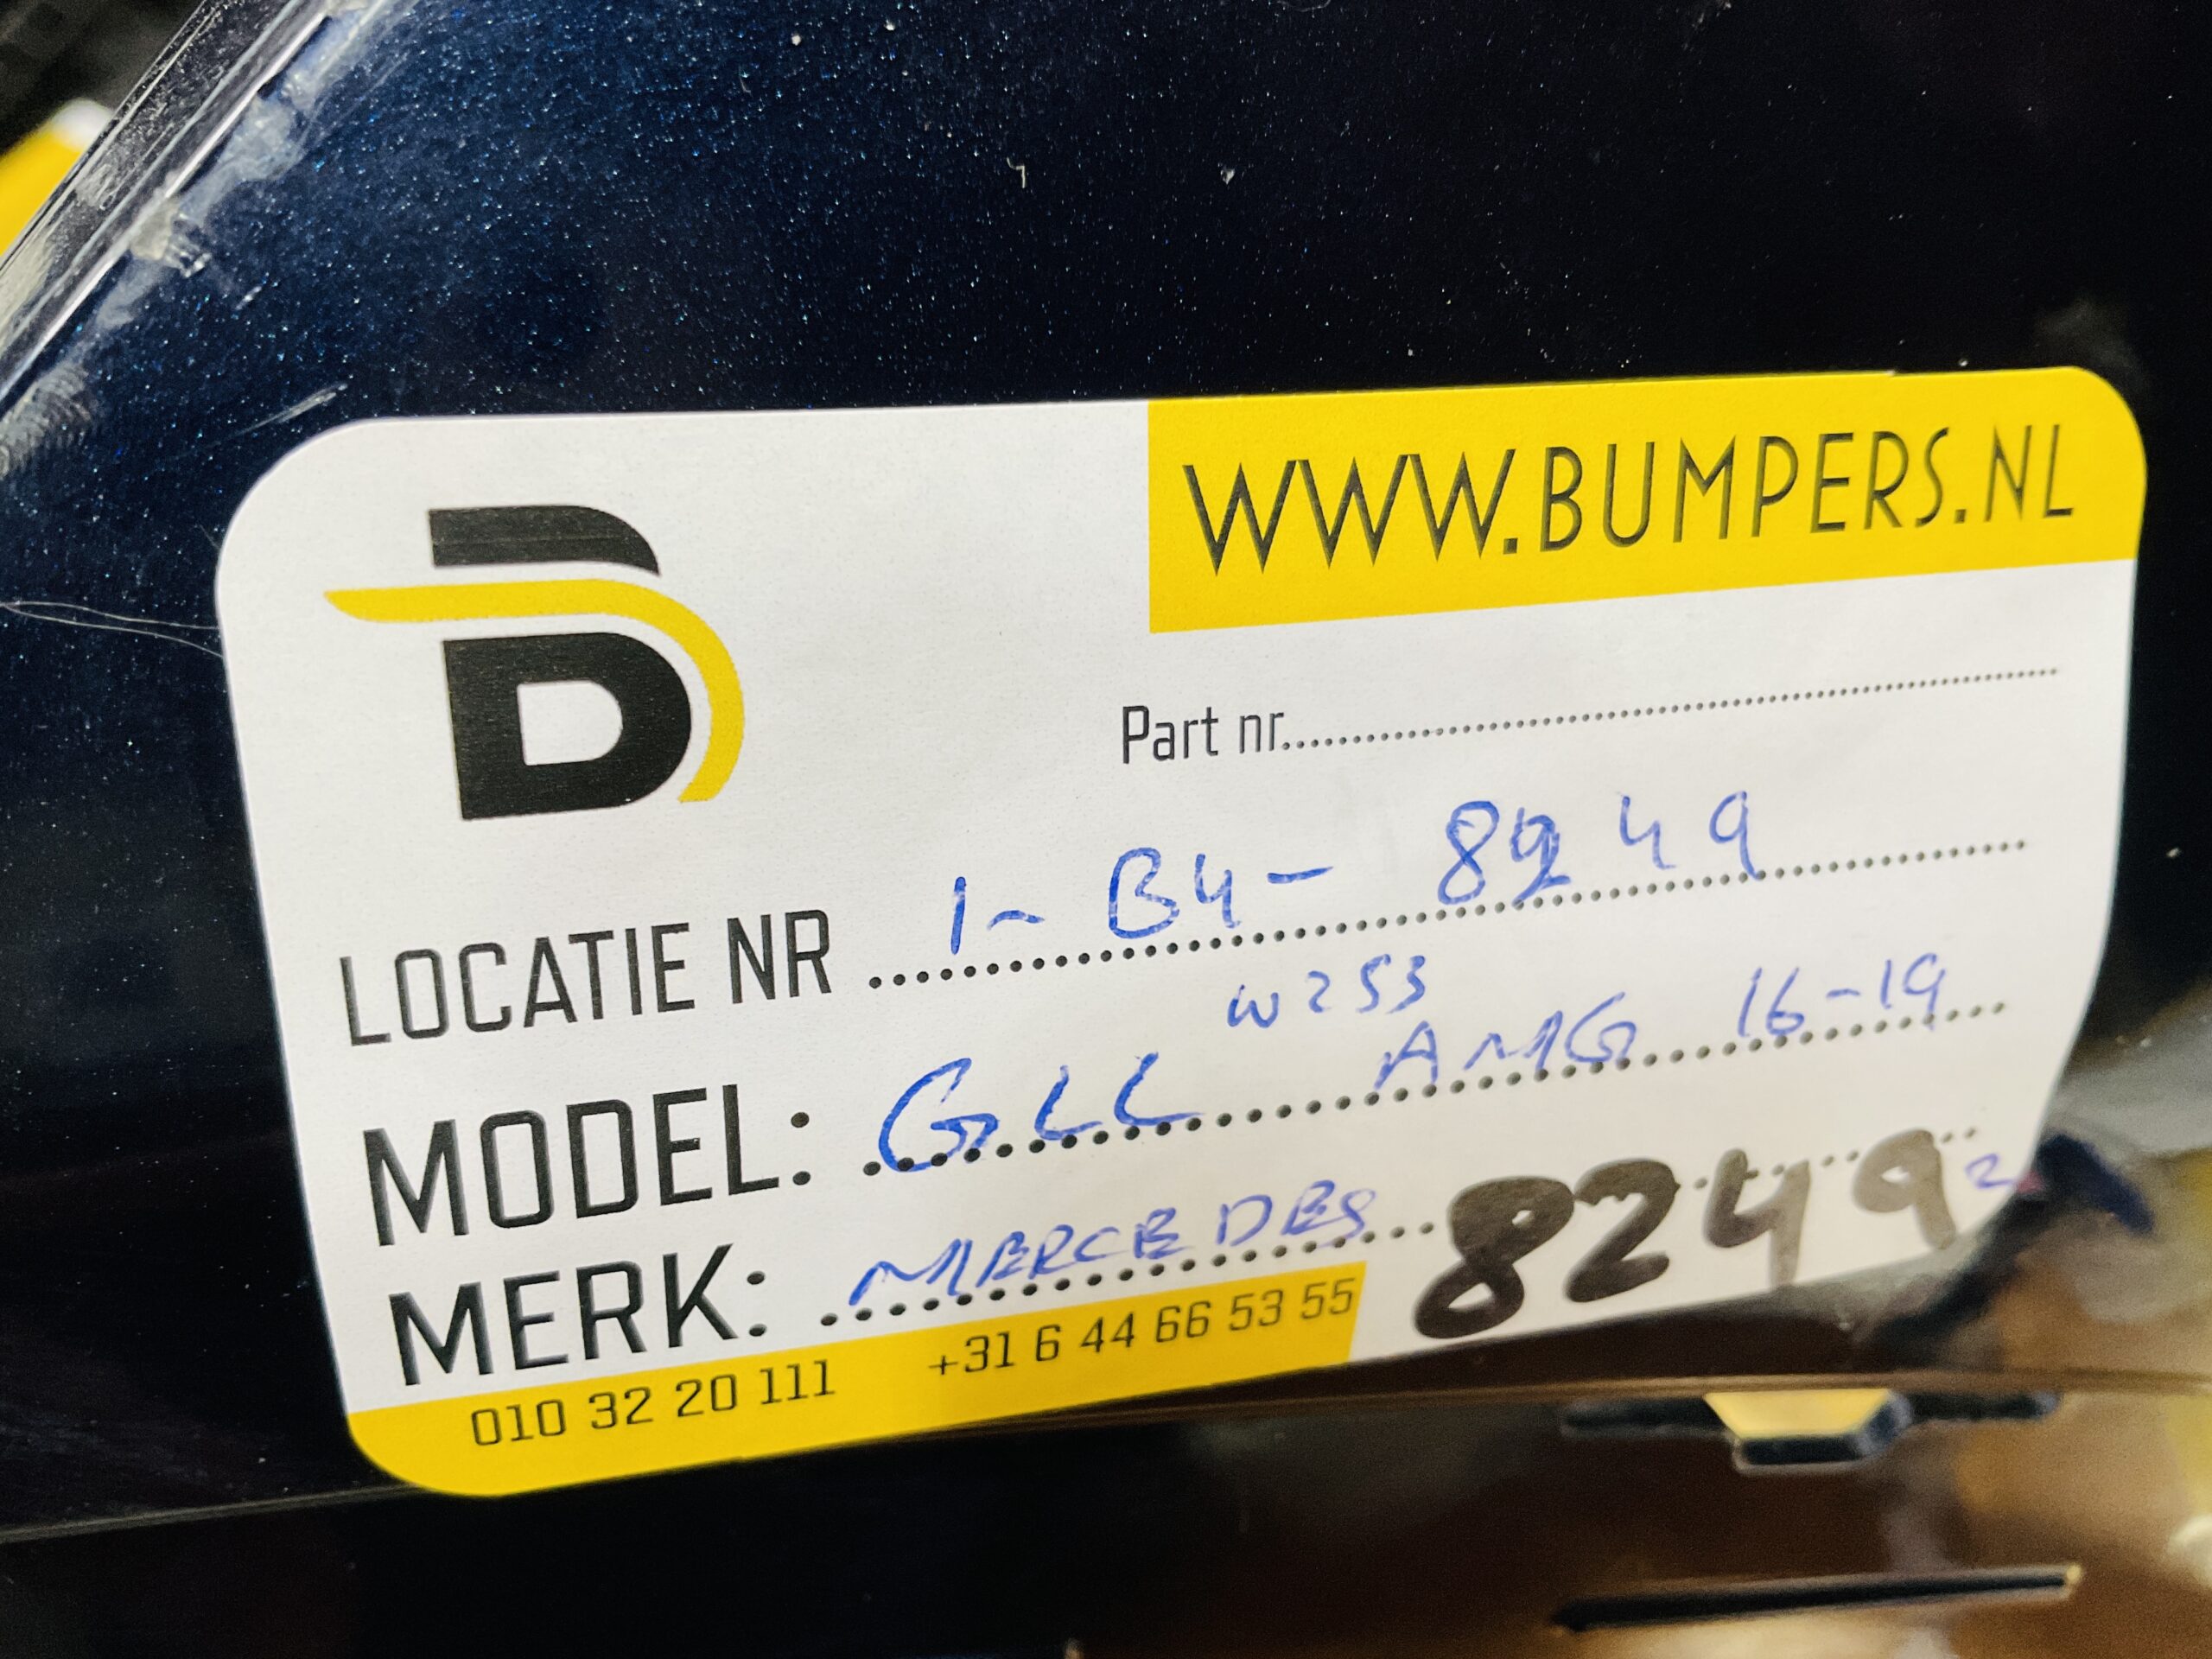 WWW.BUMPERS.NL
Part nr.
LOCATIE NR 1-B4-8249
W253
MODEL: GLC AMG 16-19
MERK: MERCEDES 8249
010 32 20 111 +31 6 44 66 53 55